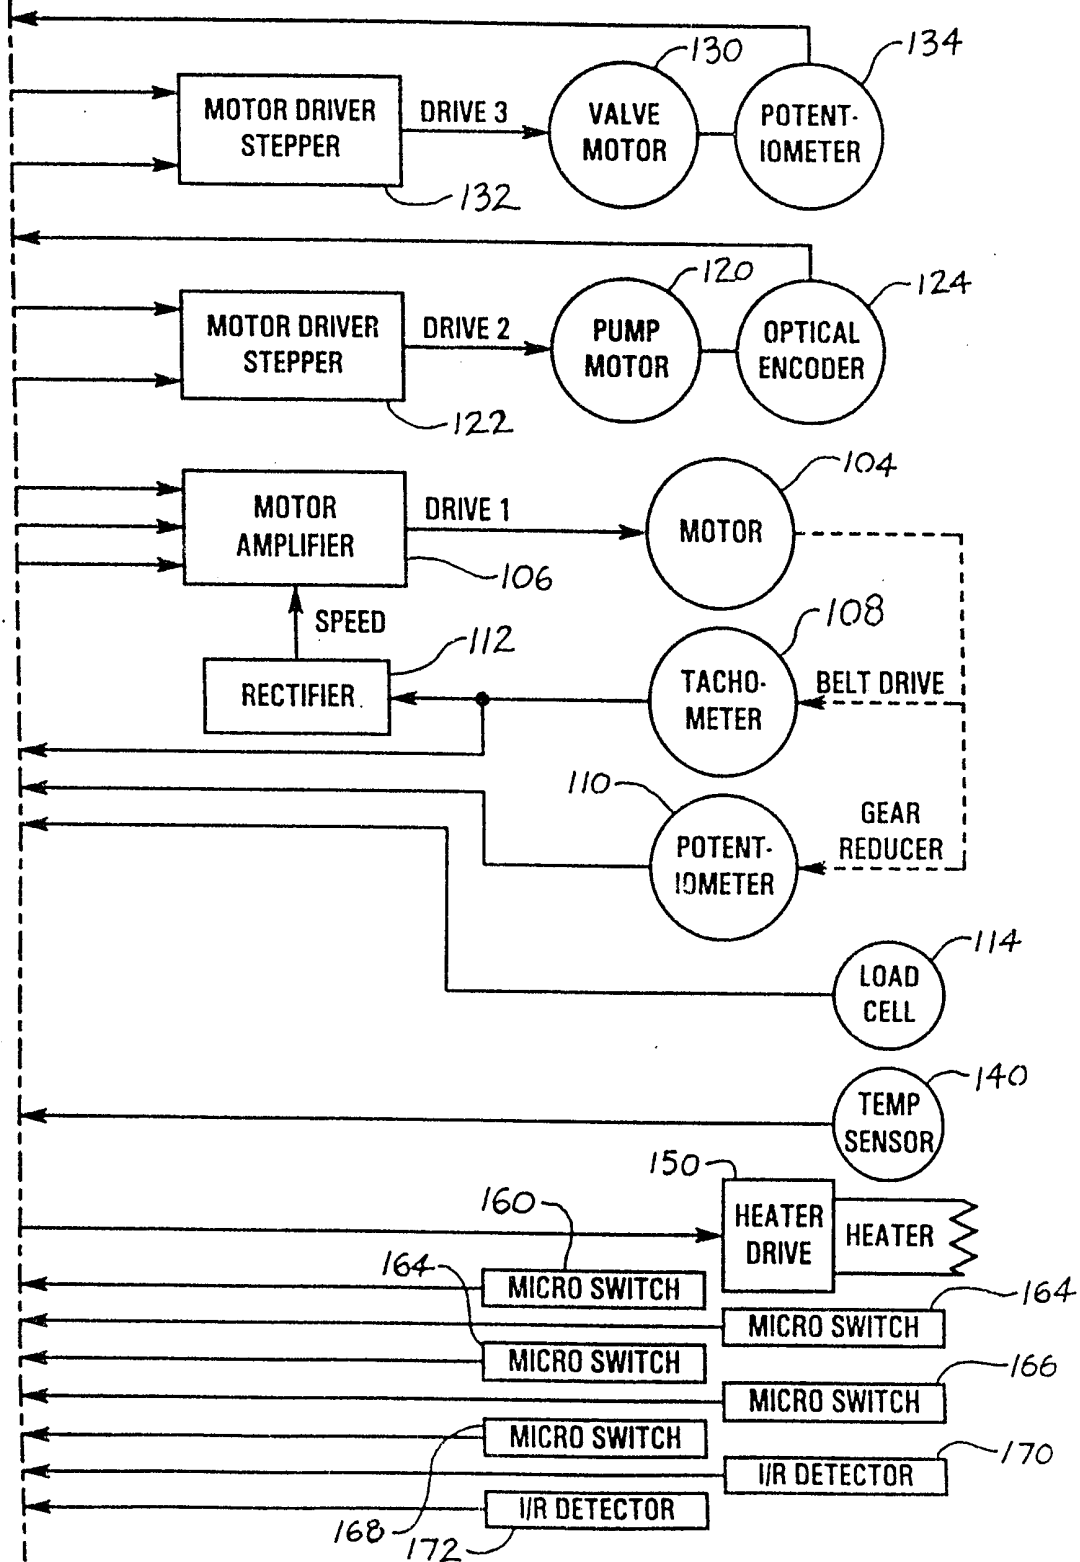 134
130
MOTOR DRIVER
STEPPER
DRIVE 3
VALVE
MOTOR
POTENT-
IOMETER
132
120
124
MOTOR DRIVER
STEPPER
DRIVE 2
PUMP
MOTOR
OPTICAL
ENCODER
122
104
MOTOR
AMPLIFIER
DRIVE 1
MOTOR
106
SPEED
108
112
RECTIFIER
TACHO-
METER
BELT DRIVE
110
POTENT-
IOMETER
GEAR
REDUCER
114
LOAD
CELL
140
TEMP
SENSOR
150
160
HEATER
DRIVE
HEATER
164
MICRO SWITCH
164
MICRO SWITCH
MICRO SWITCH
166
MICRO SWITCH
MICRO SWITCH
170
I/R DETECTOR
I/R DETECTOR
168
172